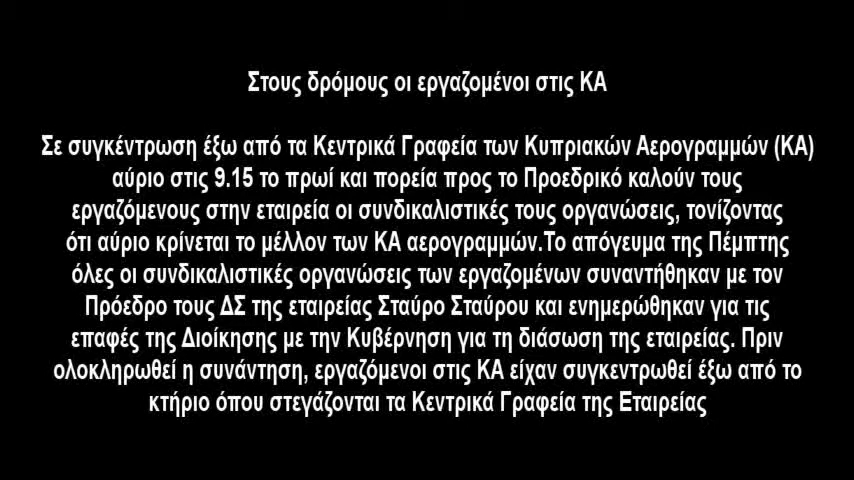 Στους δρόμους οι εργαζομένοι στις ΚΑ
Σε συγκέντρωση έξω από τα Κεντρικά Γραφεία των Κυπριακών Αερογραμμών (ΚΑ)
αύριο στις 9.15 το πρωί και πορεία προς το Προεδρικό καλούν τους
εργαζόμενους στην εταιρεία οι συνδικαλιστικές τους οργανώσεις, τονίζοντας
ότι αύριο κρίνεται το μέλλον των ΚΑ αερογραμμών.Το απόγευμα της Πέμπτης
όλες οι συνδικαλιστικές οργανώσεις των εργαζομένων συναντήθηκαν με τον
Πρόεδρο τους ΔΣ της εταιρείας Σταύρο Σταύρου και ενημερώθηκαν για τις
επαφές της Διοίκησης με την Κυβέρνηση για τη διάσωση της εταιρείας. Πριν
ολοκληρωθεί η συνάντηση, εργαζόμενοι στις ΚΑ είχαν συγκεντρωθεί έξω από το
κτήριο όπου στεγάζονται τα Κεντρικά Γραφεία της Εταιρείας